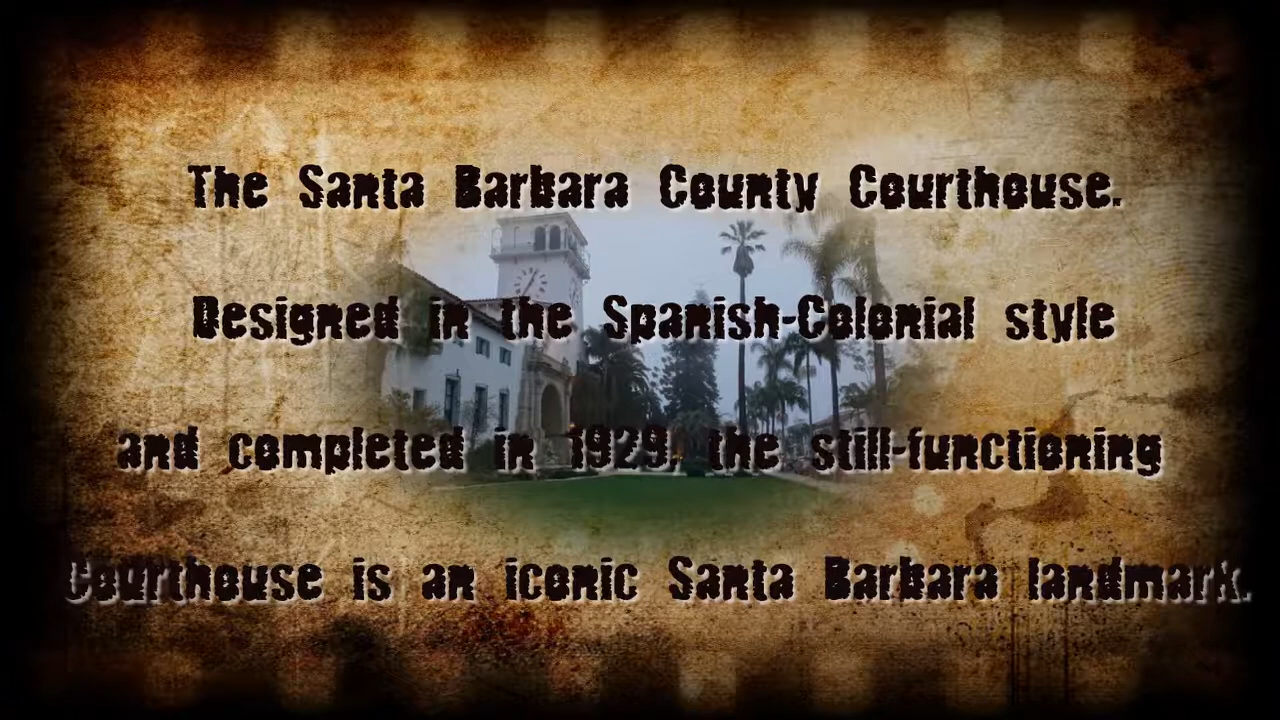 The Santa Barbara County Courthouse.
Designed in the Spanish-Colonial style
and completed in 1929, the still-functioning
Courthouse is an iconic Santa Barbara landmark.